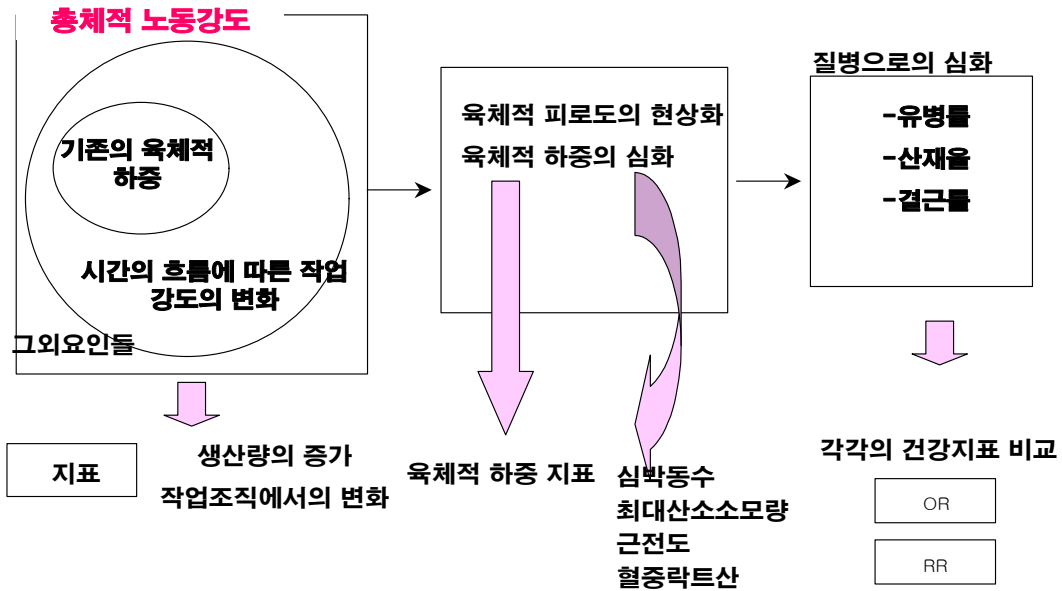 총체적 노동강도
기존의 육체적
하중
시간의 흐름에 따른 작업
강도의 변화
그외요인들
육체적 피로도의 현상화
육체적 하중의 심화
질병으로의 심화
-유병률
-산재율
-결근률
지표
생산량의 증가
작업조직에서의 변화
육체적 하중 지표
심박동수
최대산소소모량
근전도
혈중락트산
각각의 건강지표 비교
OR
RR